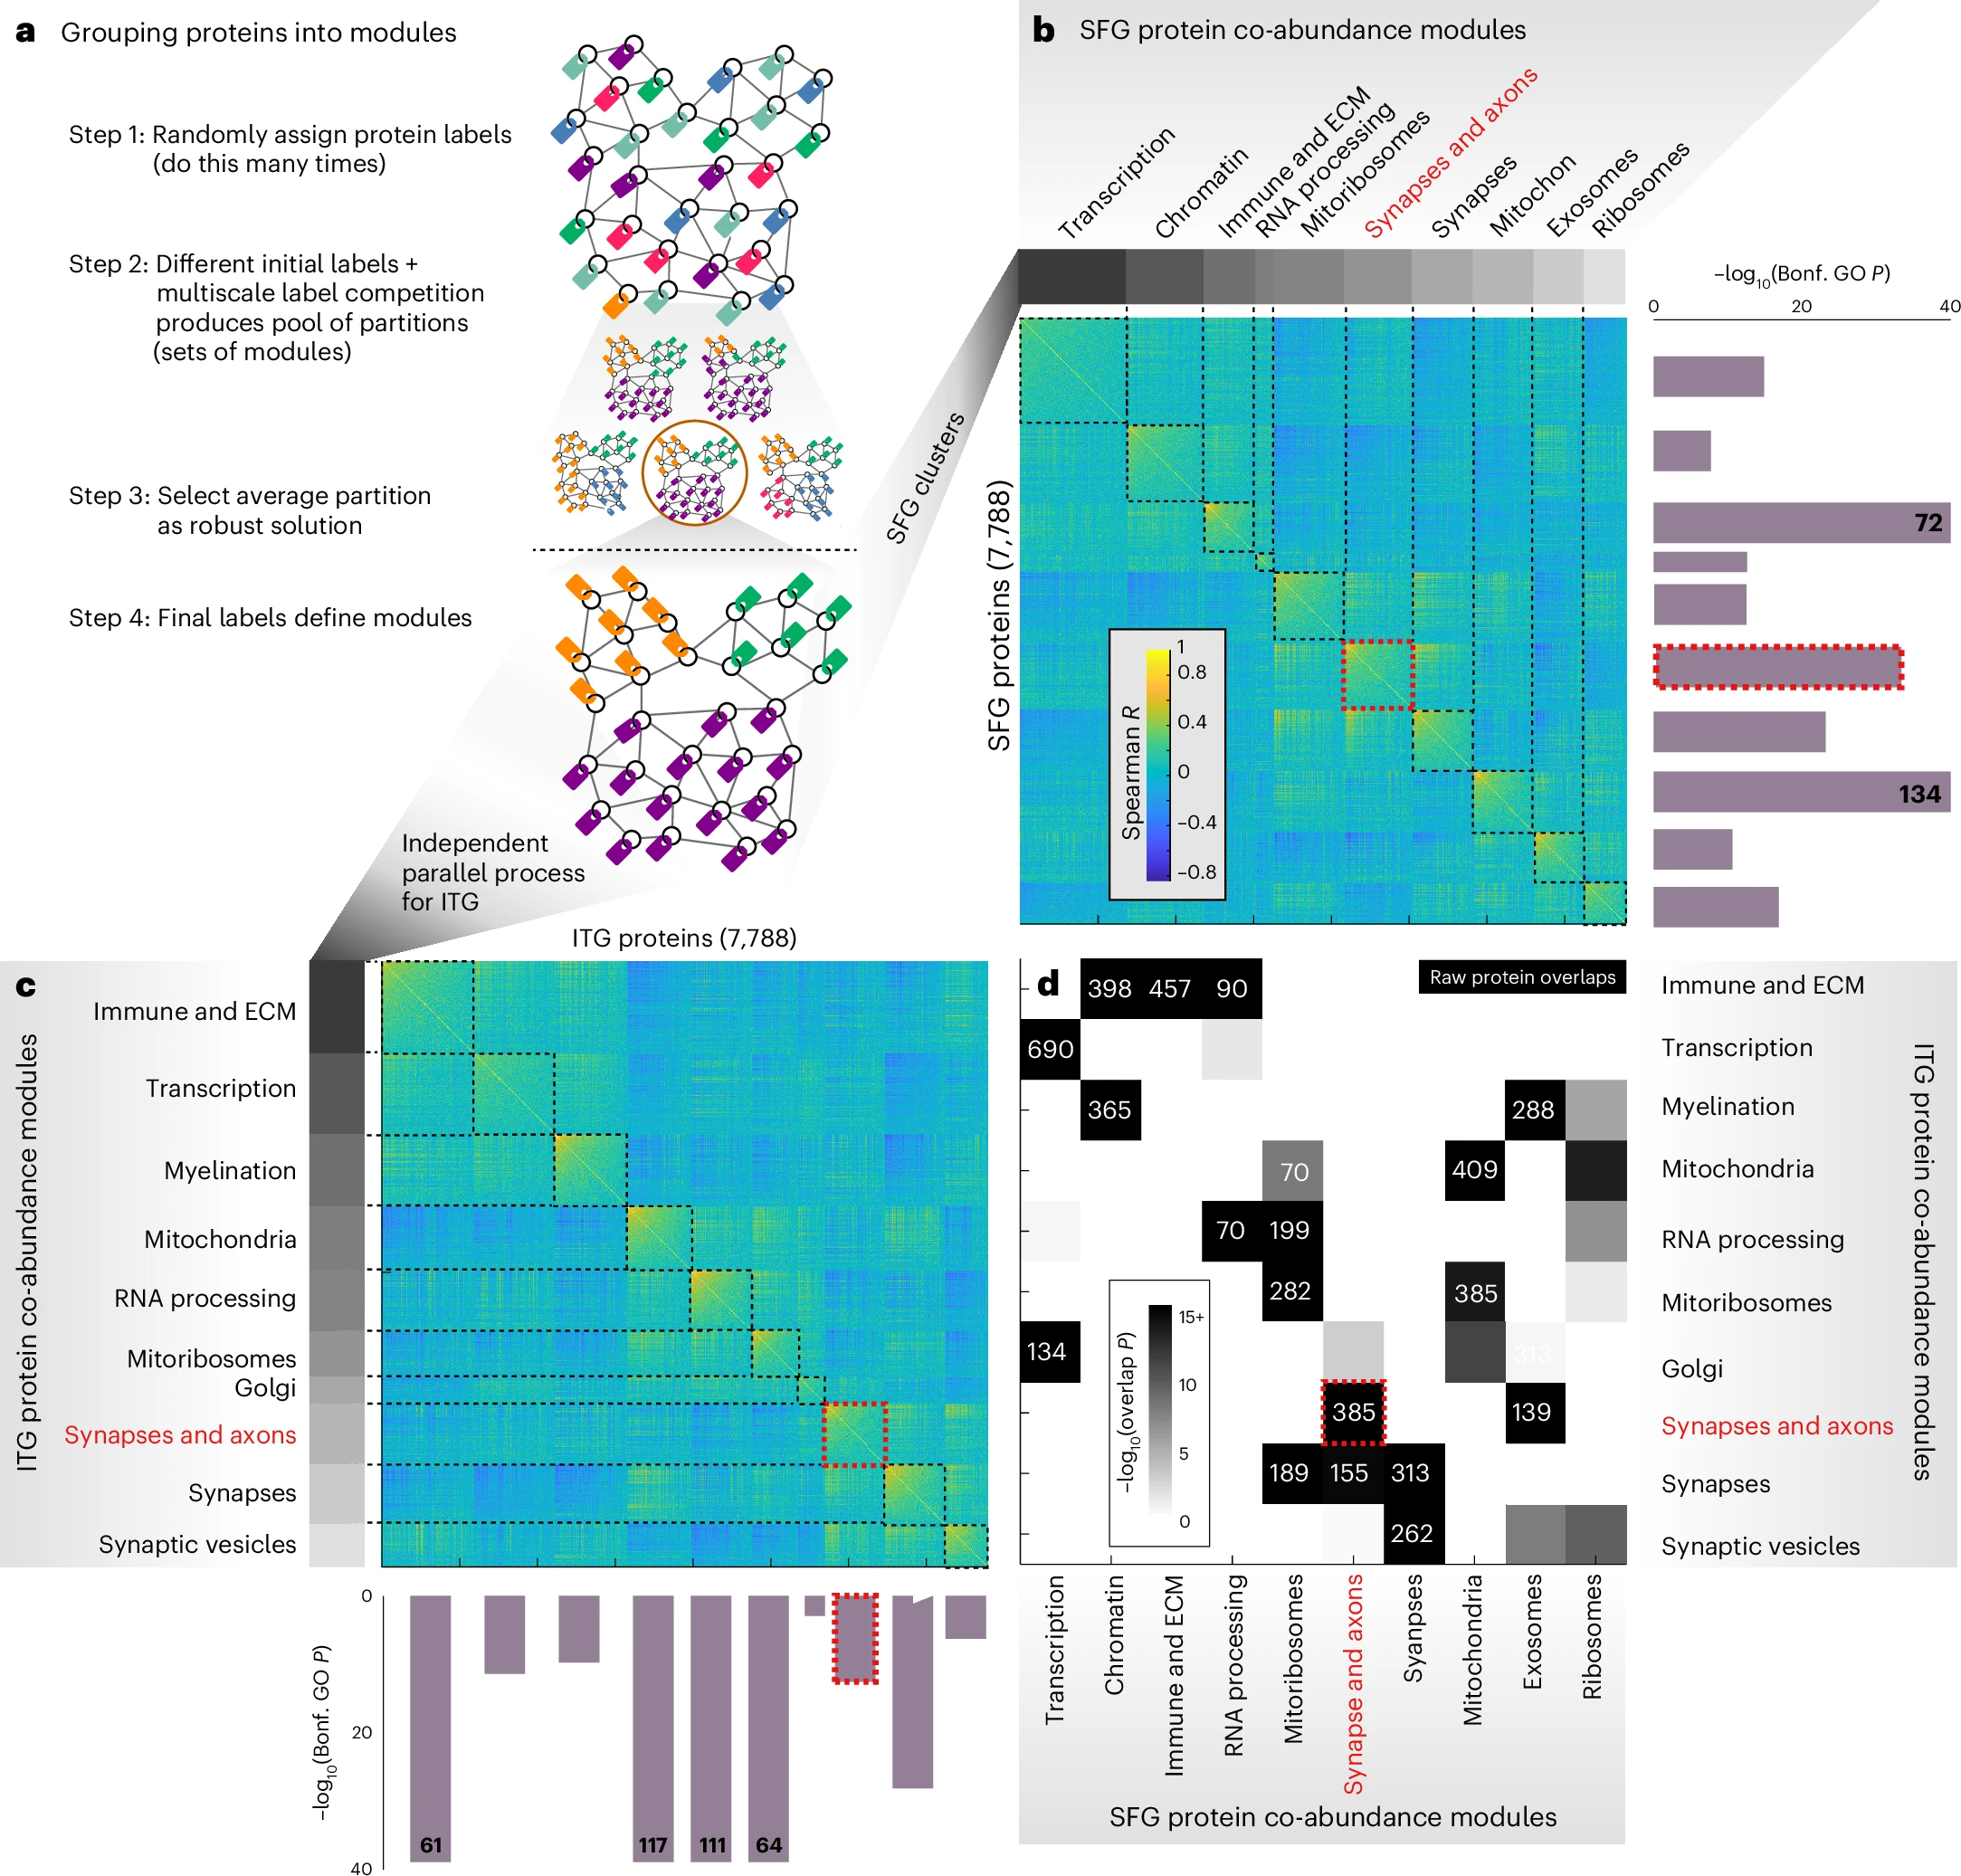 a Grouping proteins into modules
Step 1: Randomly assign protein labels
(do this many times)
Step 2: Different initial labels +
multiscale label competition
produces pool of partitions
(sets of modules)
Step 3: Select average partition
as robust solution
Step 4: Final labels define modules
Independent
parallel process
for ITG
SFG clusters
b SFG protein co-abundance modules
Transcription
Chromatin
Immune and ECM
RNA processing
Mitoribosomes
Synapses and axons
Synapses
Mitochon
Exosomes
Ribosomes
SFG proteins (7,788)
Spearman R
1
0.8
0.4
0
–0.4
–0.8
–log10(Bonf. GO P)
0 20 40
72
134
ITG proteins (7,788)
c
ITG protein co-abundance modules
Immune and ECM
Transcription
Myelination
Mitochondria
RNA processing
Mitoribosomes
Golgi
Synapses and axons
Synapses
Synaptic vesicles
–log10(Bonf. GO P)
0
20
40
61 117 111 64
d
Raw protein overlaps
398 457 90
690
365 288
70 409
70 199
282 385
134 313
385 139
189 155 313
262
–log10(overlap P)
15+
10
5
0
Immune and ECM
Transcription
Myelination
Mitochondria
RNA processing
Mitoribosomes
Golgi
Synapses and axons
Synapses
Synaptic vesicles
ITG protein co-abundance modules
Transcription
Chromatin
Immune and ECM
RNA processing
Mitoribosomes
Synapse and axons
Syanpses
Mitochondria
Exosomes
Ribosomes
SFG protein co-abundance modules